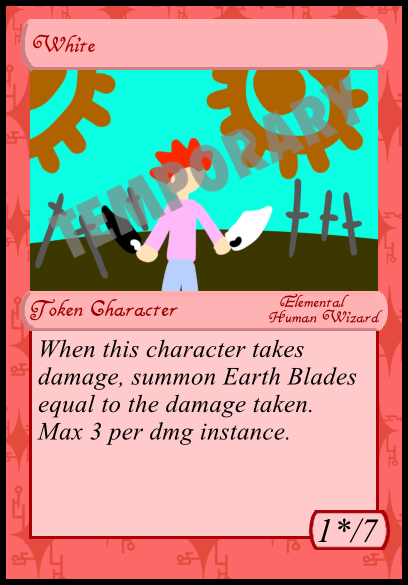 White
TEMPORARY
Token Character
Elemental
Human Wizard
When this character takes
damage, summon Earth Blades
equal to the damage taken.
Max 3 per dmg instance.
1*/7